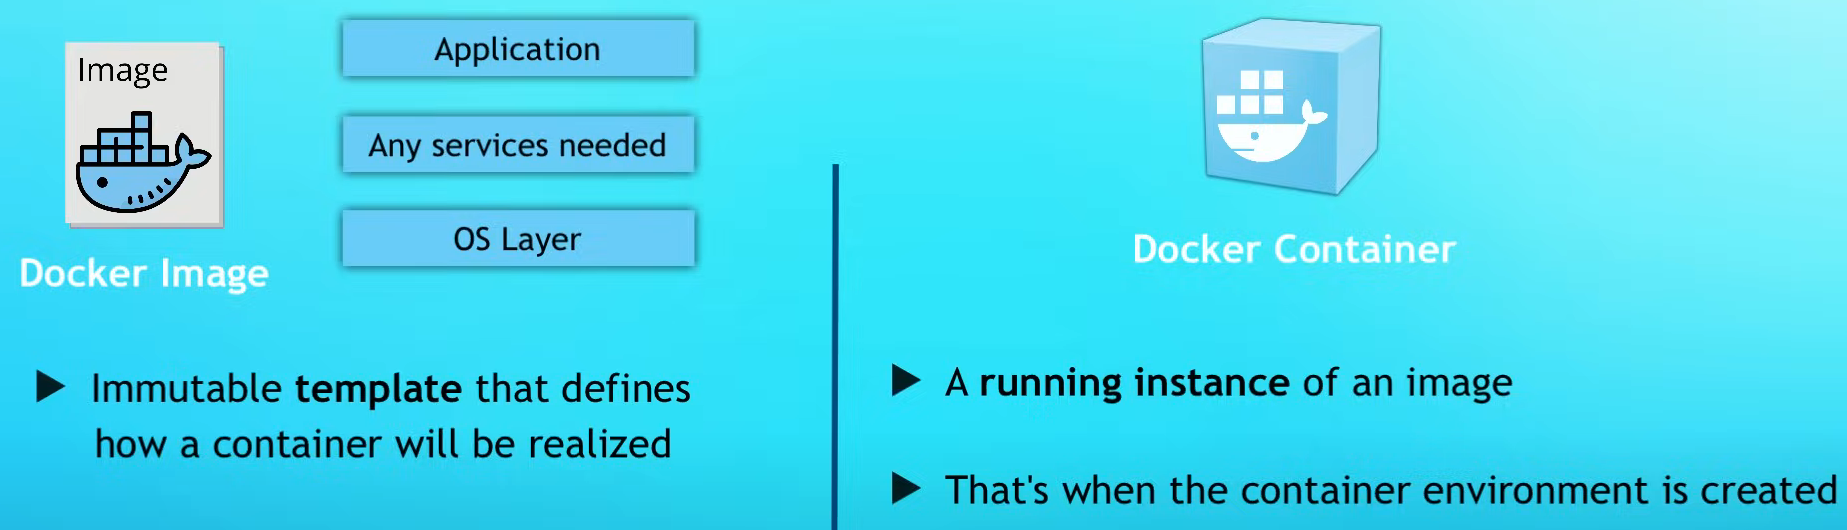 Image
Docker Image
Application
Any services needed
OS Layer
Immutable template that defines
how a container will be realized
Docker Container
A running instance of an image
That's when the container environment is created